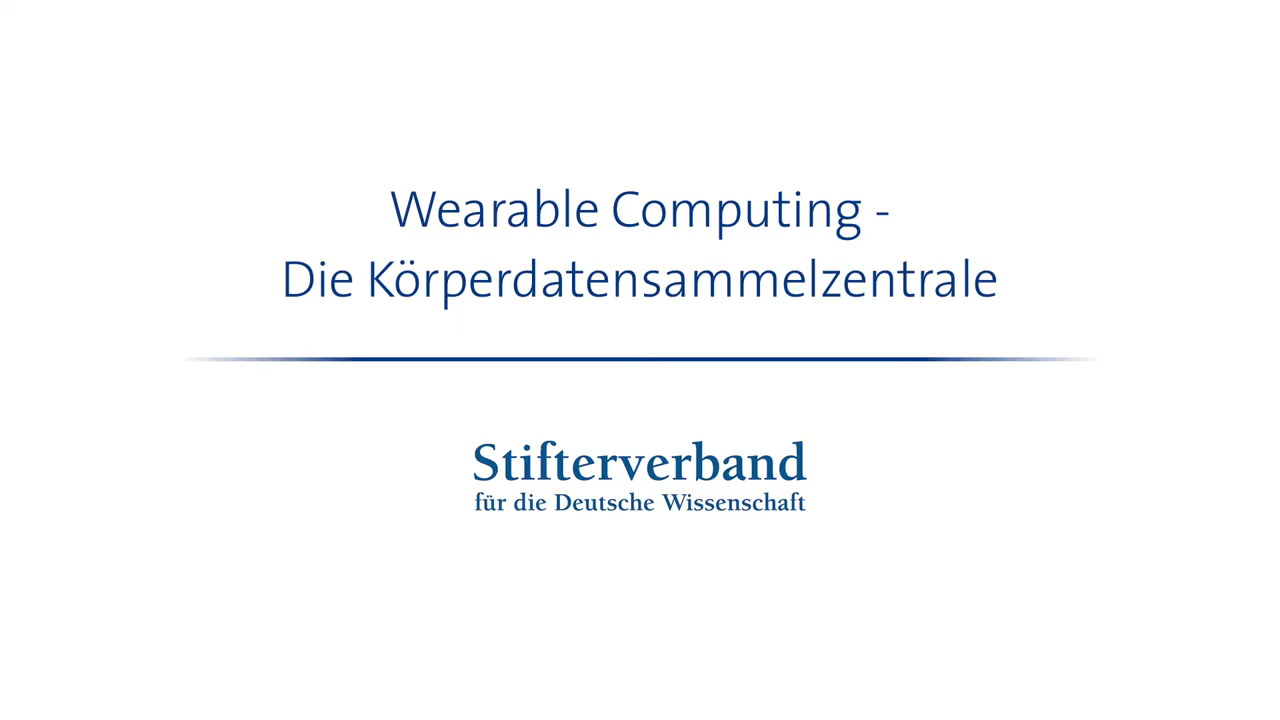 Wearable Computing -
Die Körperdatensammelzentrale
Stifterverband
für die Deutsche Wissenschaft